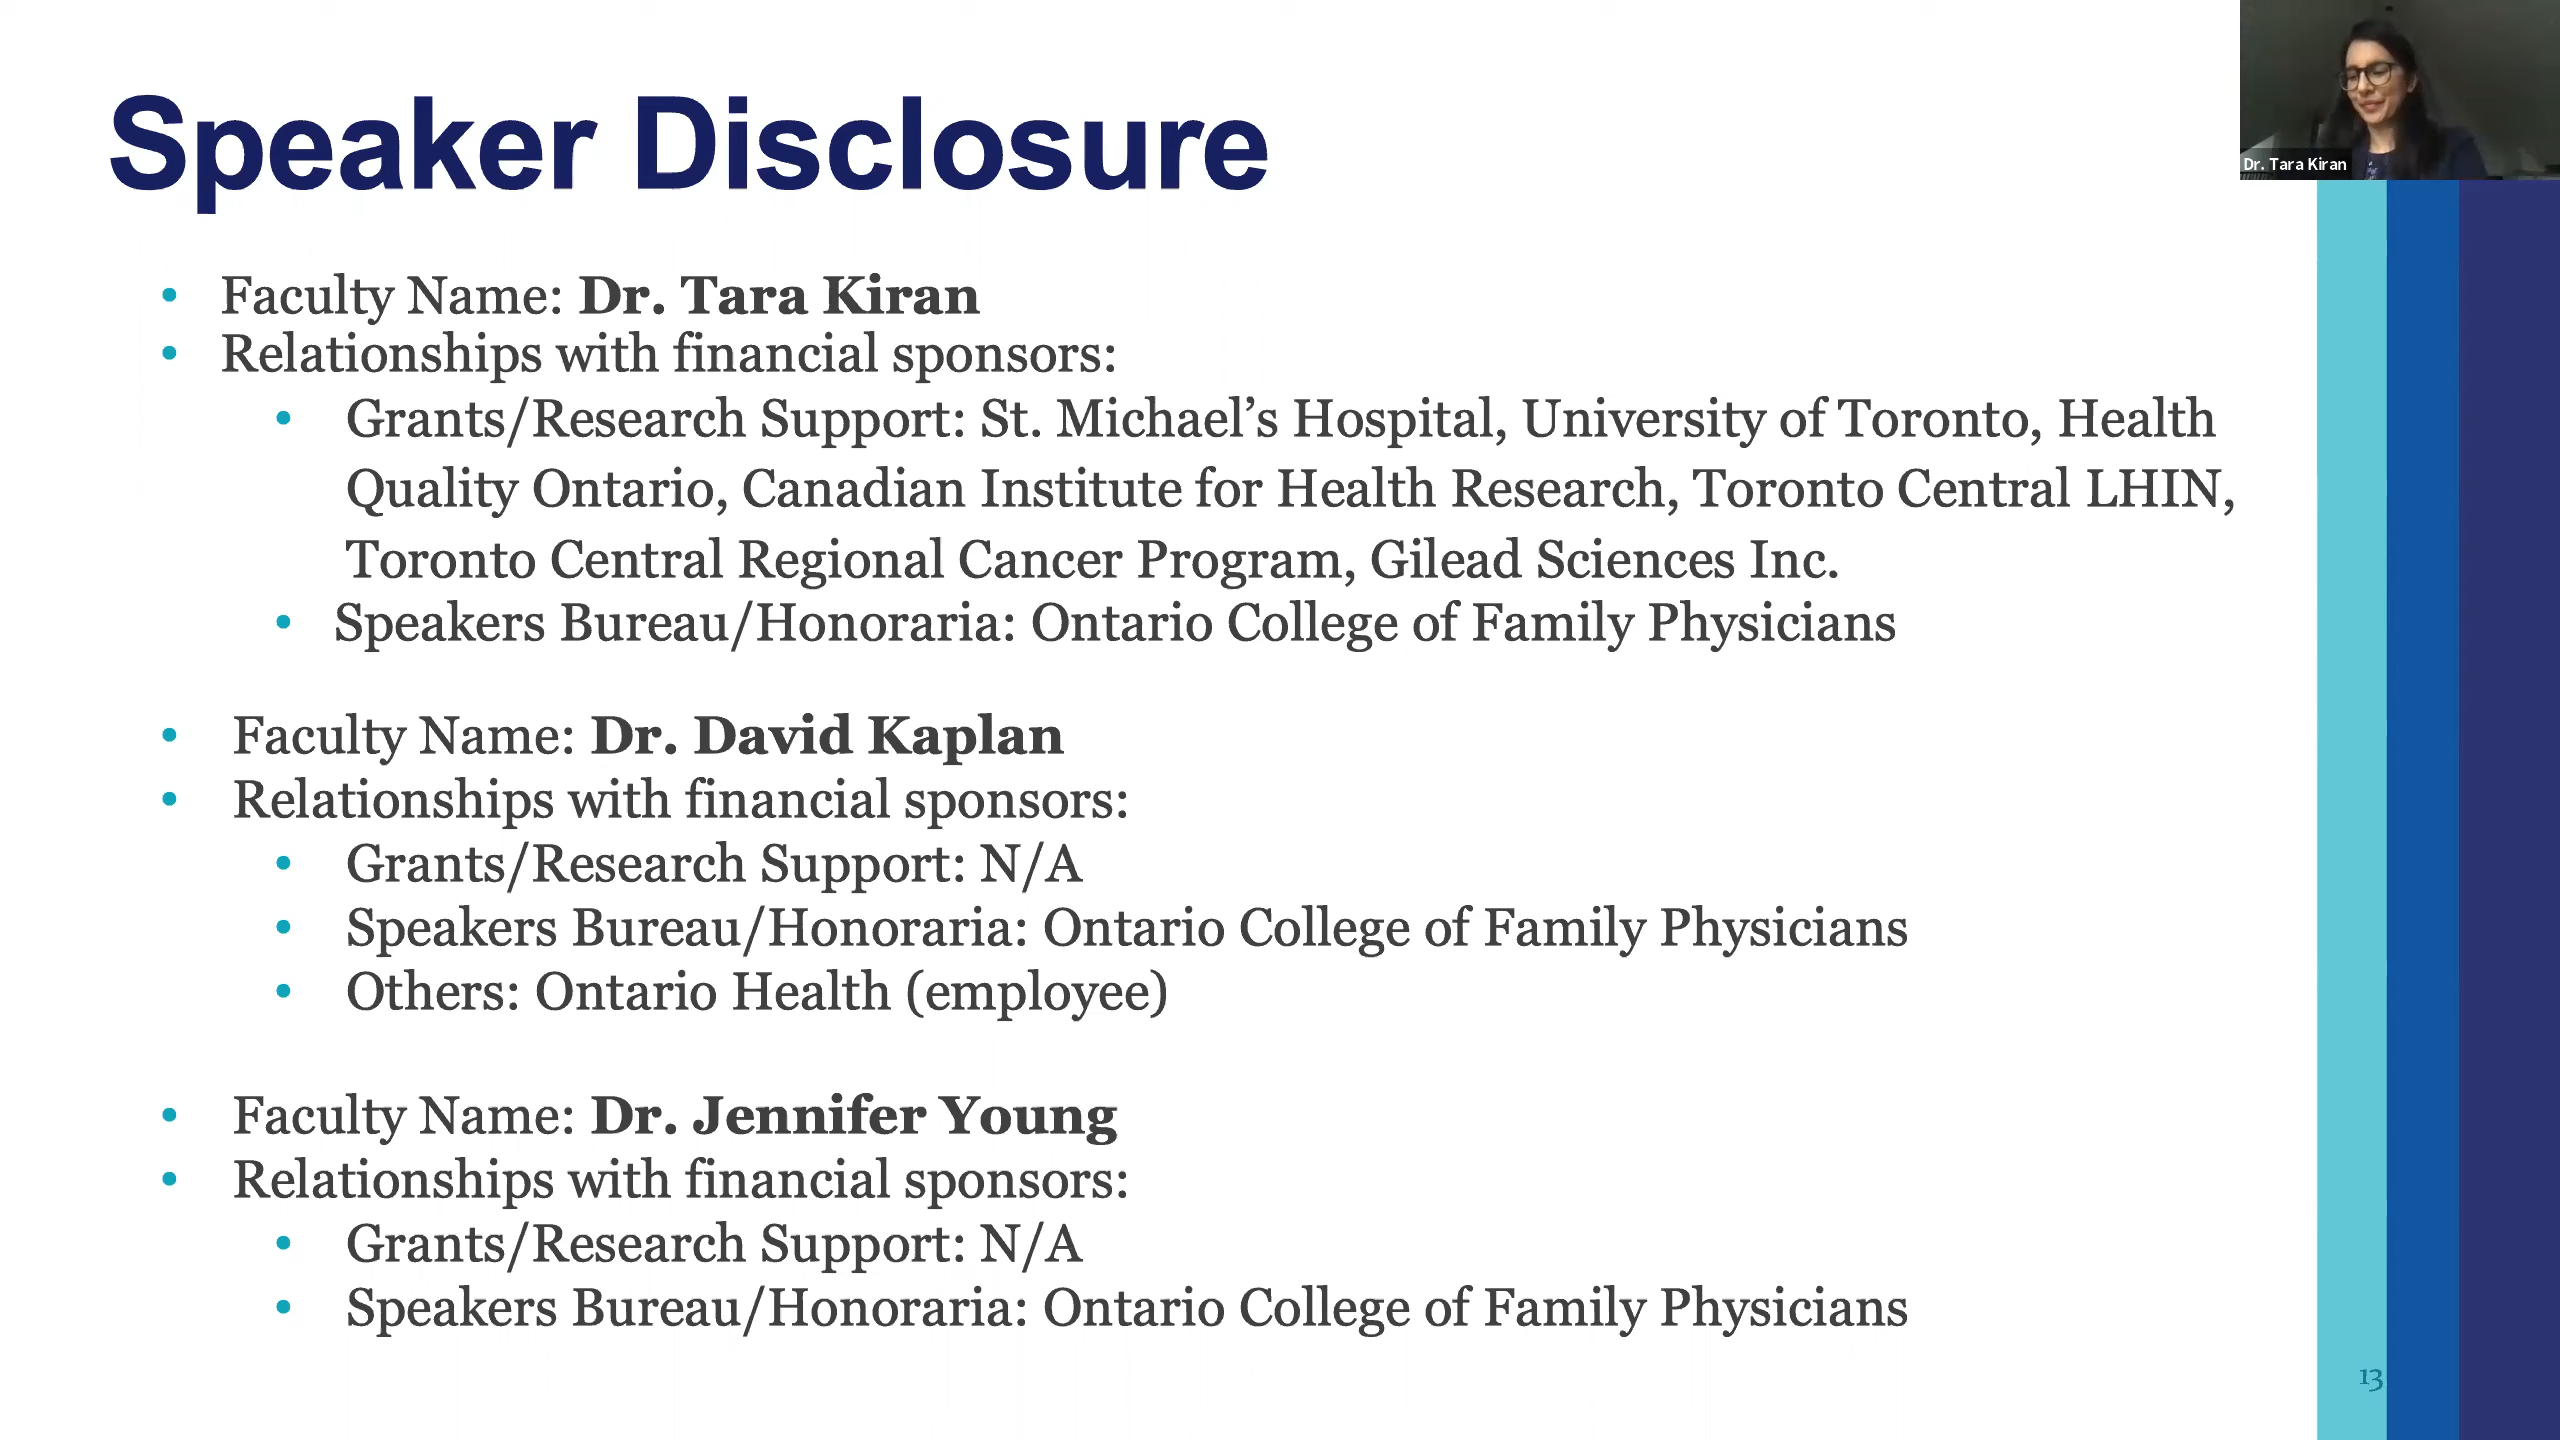 Speaker Disclosure
Dr. Tara Kiran
• Faculty Name: Dr. Tara Kiran
• Relationships with financial sponsors:
• Grants/Research Support: St. Michael’s Hospital, University of Toronto, Health
Quality Ontario, Canadian Institute for Health Research, Toronto Central LHIN,
Toronto Central Regional Cancer Program, Gilead Sciences Inc.
• Speakers Bureau/Honoraria: Ontario College of Family Physicians
• Faculty Name: Dr. David Kaplan
• Relationships with financial sponsors:
• Grants/Research Support: N/A
• Speakers Bureau/Honoraria: Ontario College of Family Physicians
• Others: Ontario Health (employee)
• Faculty Name: Dr. Jennifer Young
• Relationships with financial sponsors:
• Grants/Research Support: N/A
• Speakers Bureau/Honoraria: Ontario College of Family Physicians
13